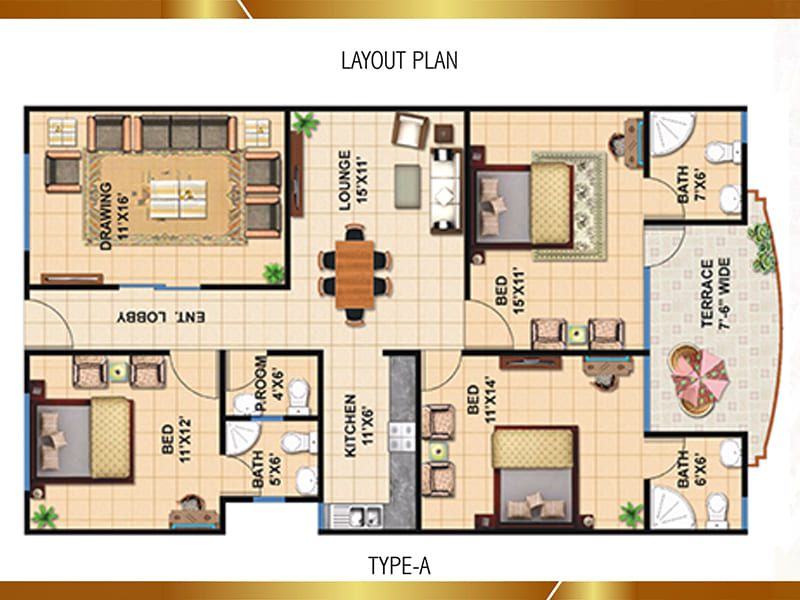 LAYOUT PLAN
DRAWING
11'X16'
LOUNGE
15'X11'
BATH
7'X6'
BED
15'X11'
TERRACE
7'-6" WIDE
ENT. LOBBY
BED
11'X12'
P.ROOM
4'X6'
BATH
5'X6'
KITCHEN
11'X6'
BED
11'X14'
BATH
6'X6'
TYPE-A